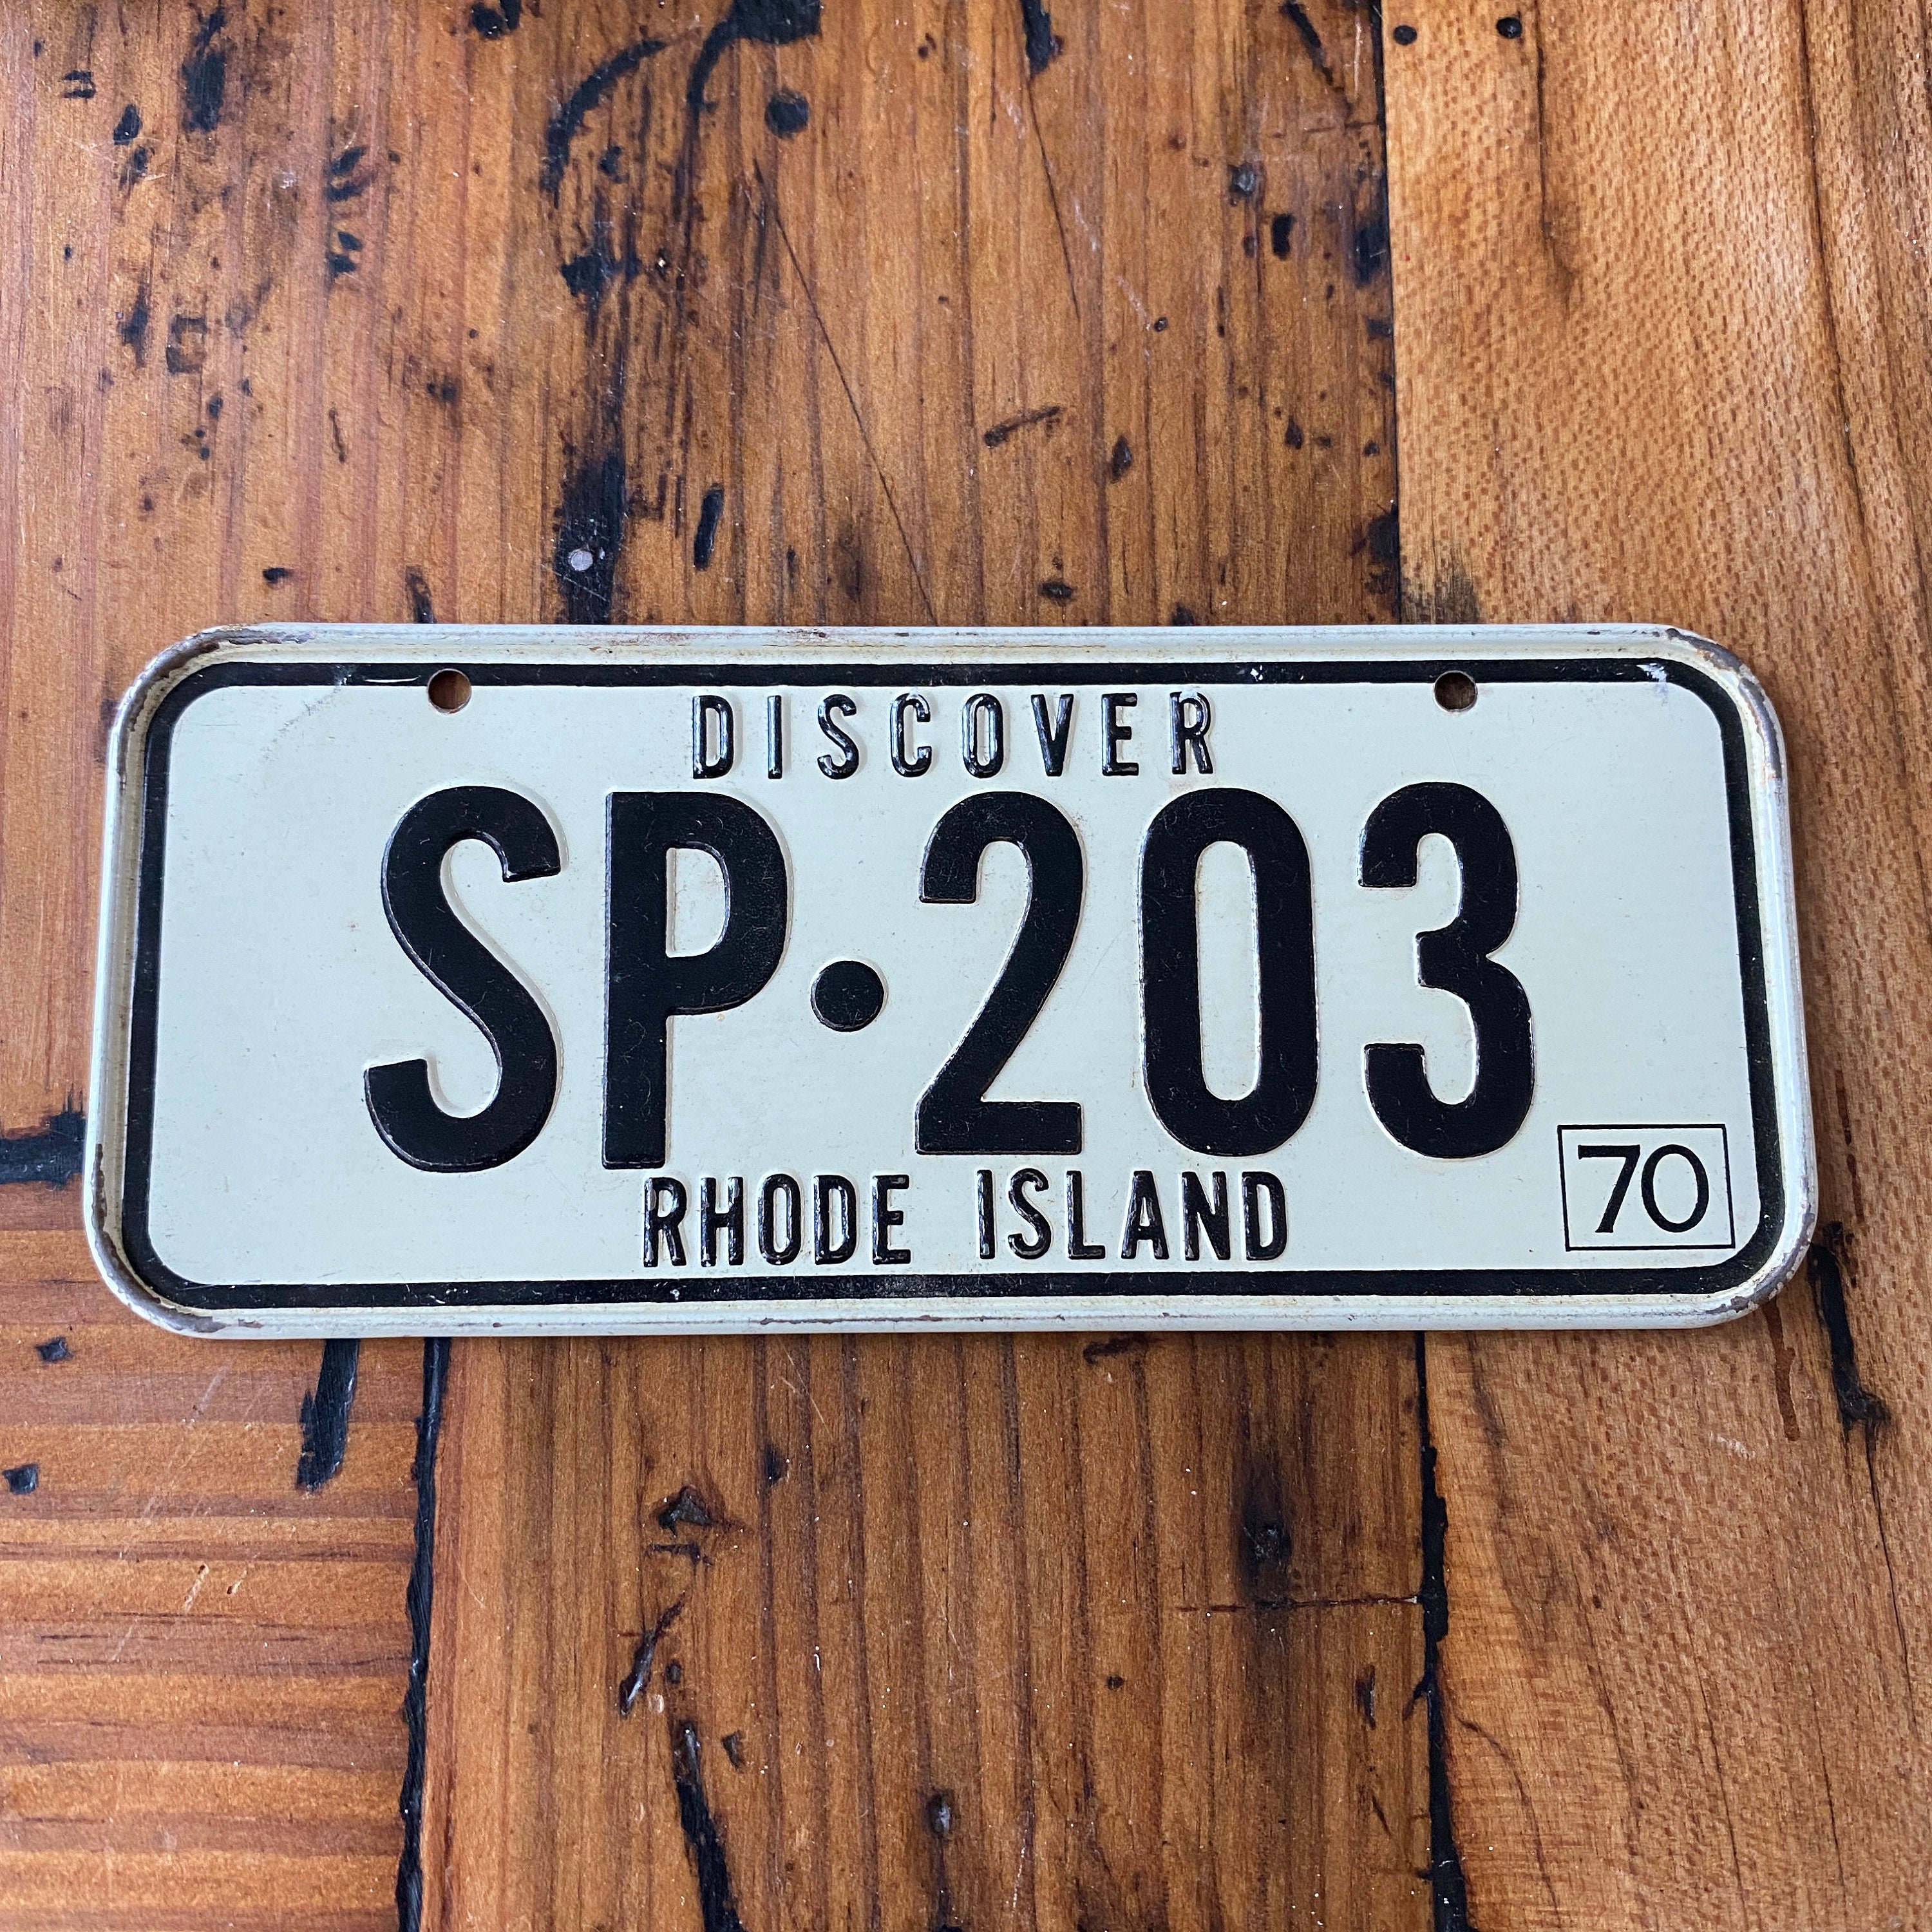 DISCOVER
SP·203
RHODE ISLAND
70